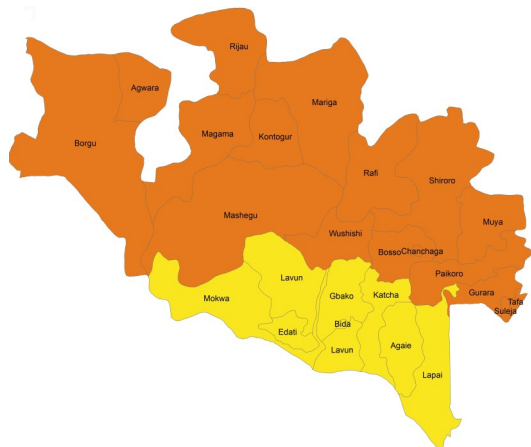 Rijau
Agwara
Mariga
Magama
Kontogur
Borgu
Rafi
Shiroro
Mashegu
Muya
Wushishi
Bosso
Chanchaga
Paikoro
Lavun
Gbako
Katcha
Gurara
Mokwa
Tafa
Suleja
Bida
Edati
Lavun
Agaie
Lapai